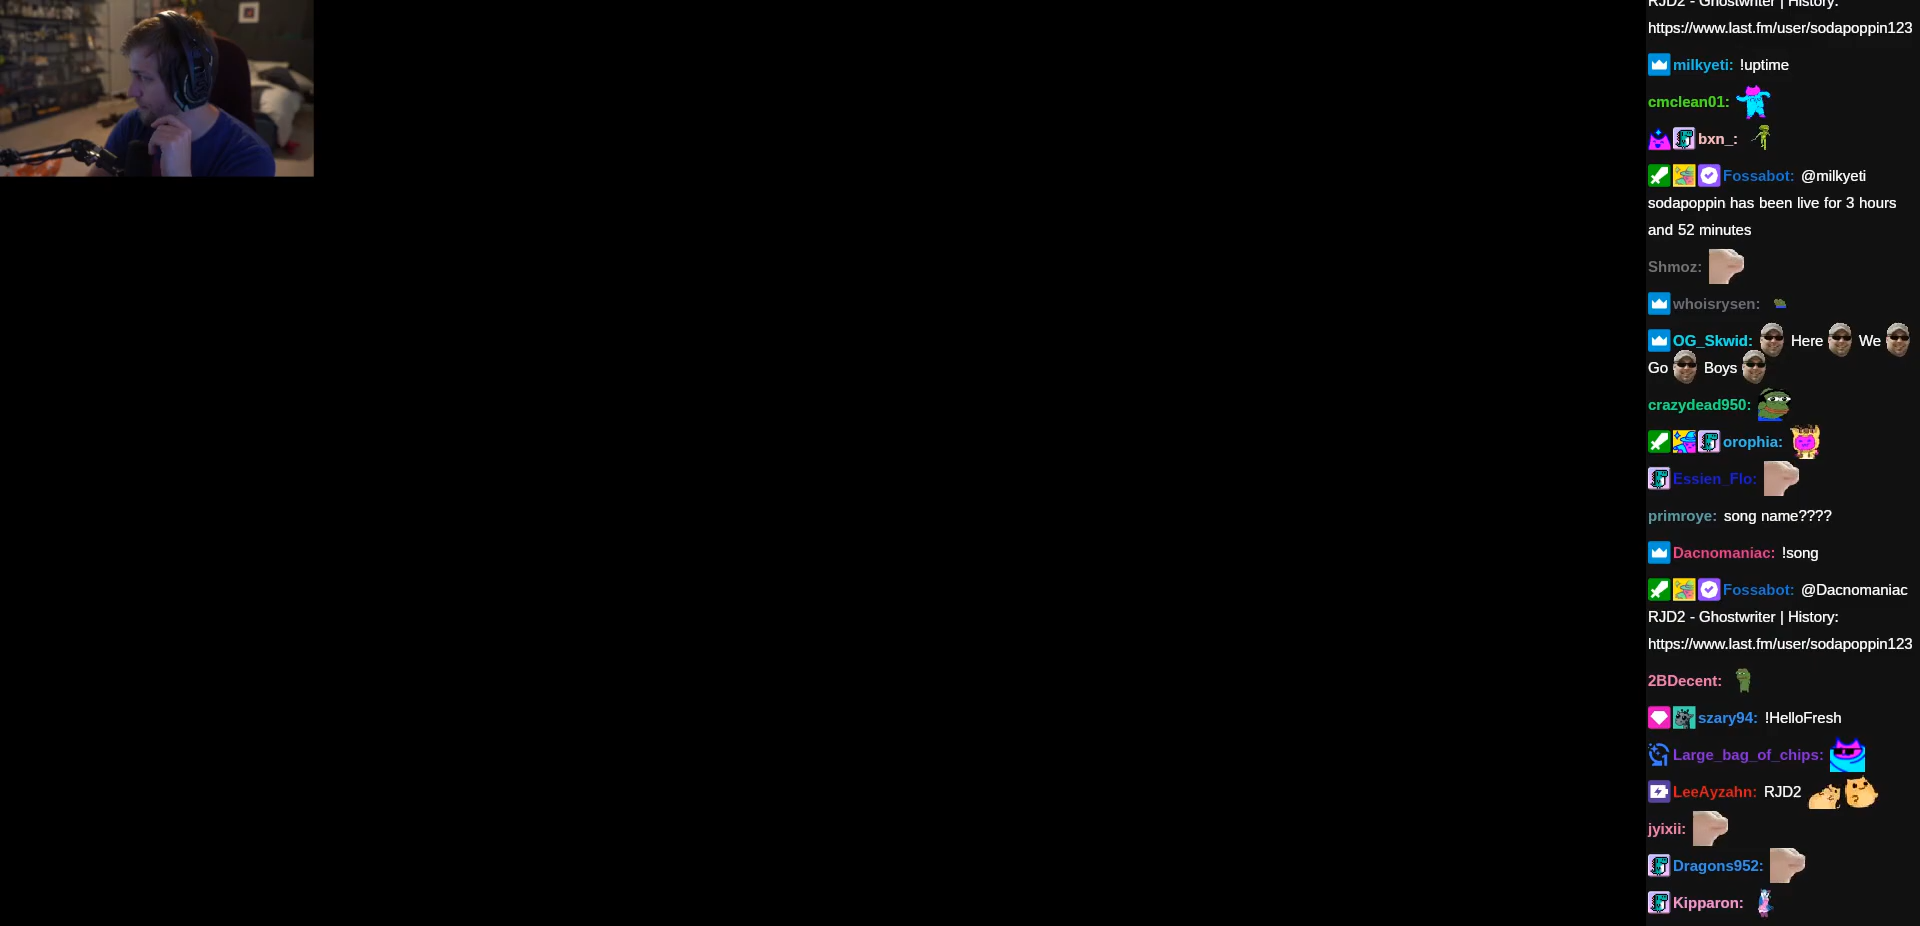 RJD2 - Ghostwriter | History:
https://www.last.fm/user/sodapoppin123
milkyeti: !uptime
cmclean01:
bxn_:
Fossabot: @milkyeti
sodapoppin has been live for 3 hours
and 52 minutes
Shmoz:
whoisrysen:
OG_Skwid: Here We
Go Boys
crazydead950:
orophia:
Essien_Flo:
primroye: song name????
Dacnomaniac: !song
Fossabot: @Dacnomaniac
RJD2 - Ghostwriter | History:
https://www.last.fm/user/sodapoppin123
2BDecent:
szary94: !HelloFresh
Large_bag_of_chips:
LeeAyzahn: RJD2
jyixii:
Dragons952:
Kipparon: